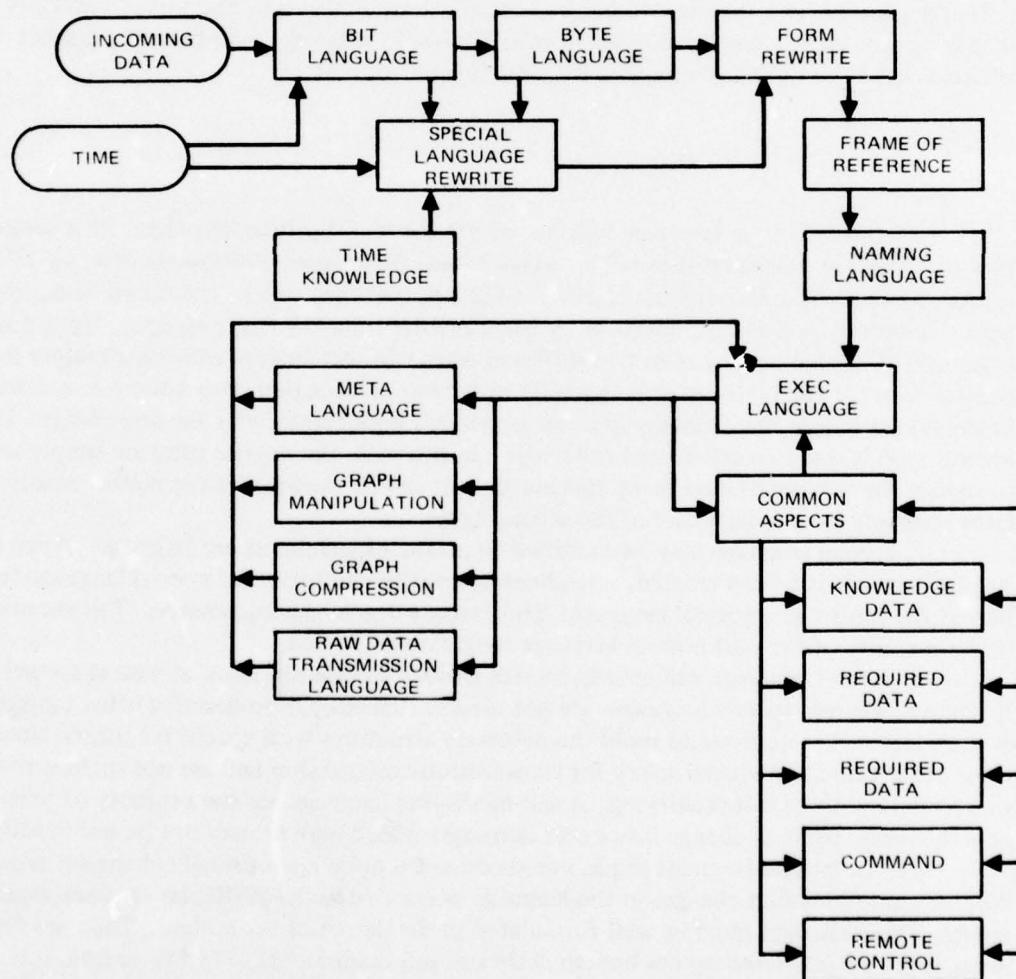 INCOMING
DATA
BIT
LANGUAGE
BYTE
LANGUAGE
FORM
REWRITE
TIME
SPECIAL
LANGUAGE
REWRITE
FRAME OF
REFERENCE
TIME
KNOWLEDGE
NAMING
LANGUAGE
META
LANGUAGE
EXEC
LANGUAGE
GRAPH
MANIPULATION
COMMON
ASPECTS
GRAPH
COMPRESSION
KNOWLEDGE
DATA
RAW DATA
TRANSMISSION
LANGUAGE
REQUIRED
DATA
REQUIRED
DATA
COMMAND
REMOTE
CONTROL